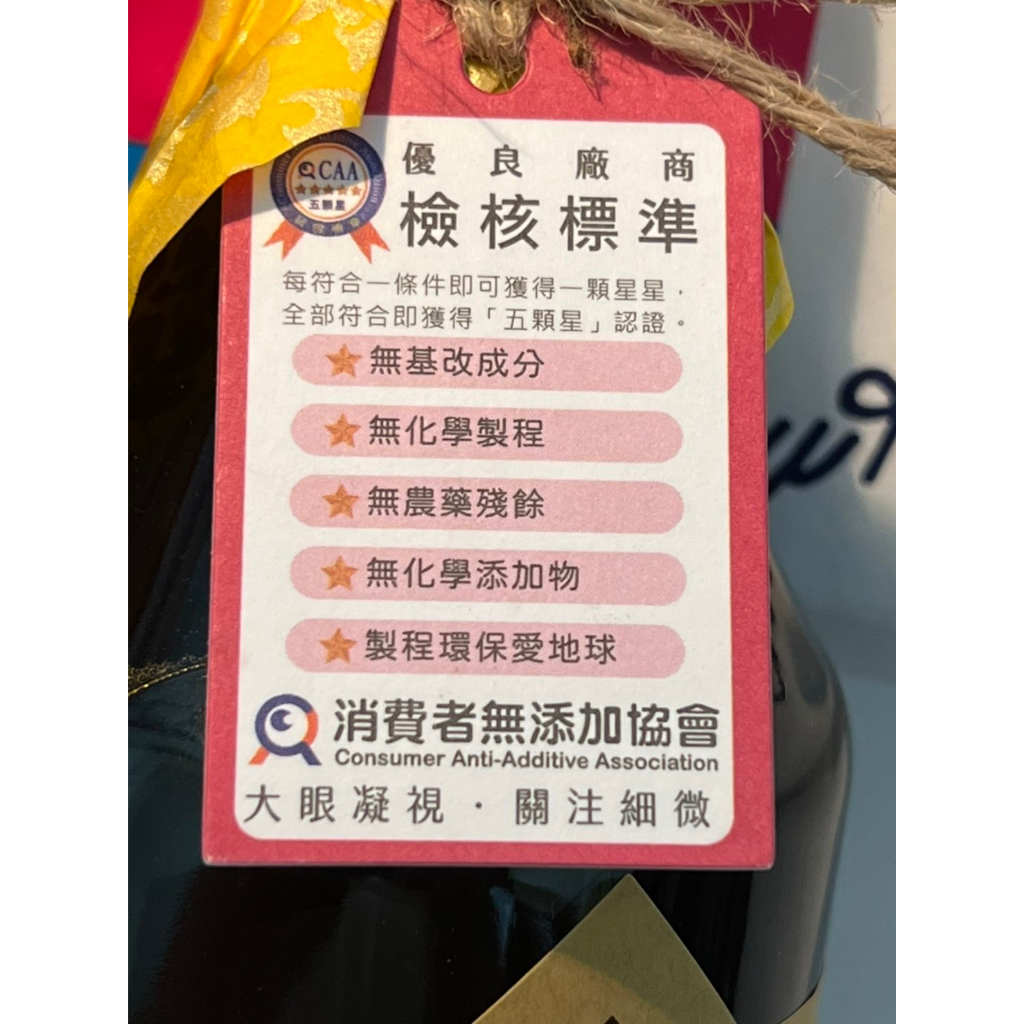 CAA
五顆星
優良廠商
檢核標準
每符合一條件即可獲得一顆星星，
全部符合即獲得「五顆星」認證。
無基改成分
無化學製程
無農藥殘餘
無化學添加物
製程環保愛地球
消費者無添加協會
Consumer Anti-Additive Association
大眼凝視·關注細微